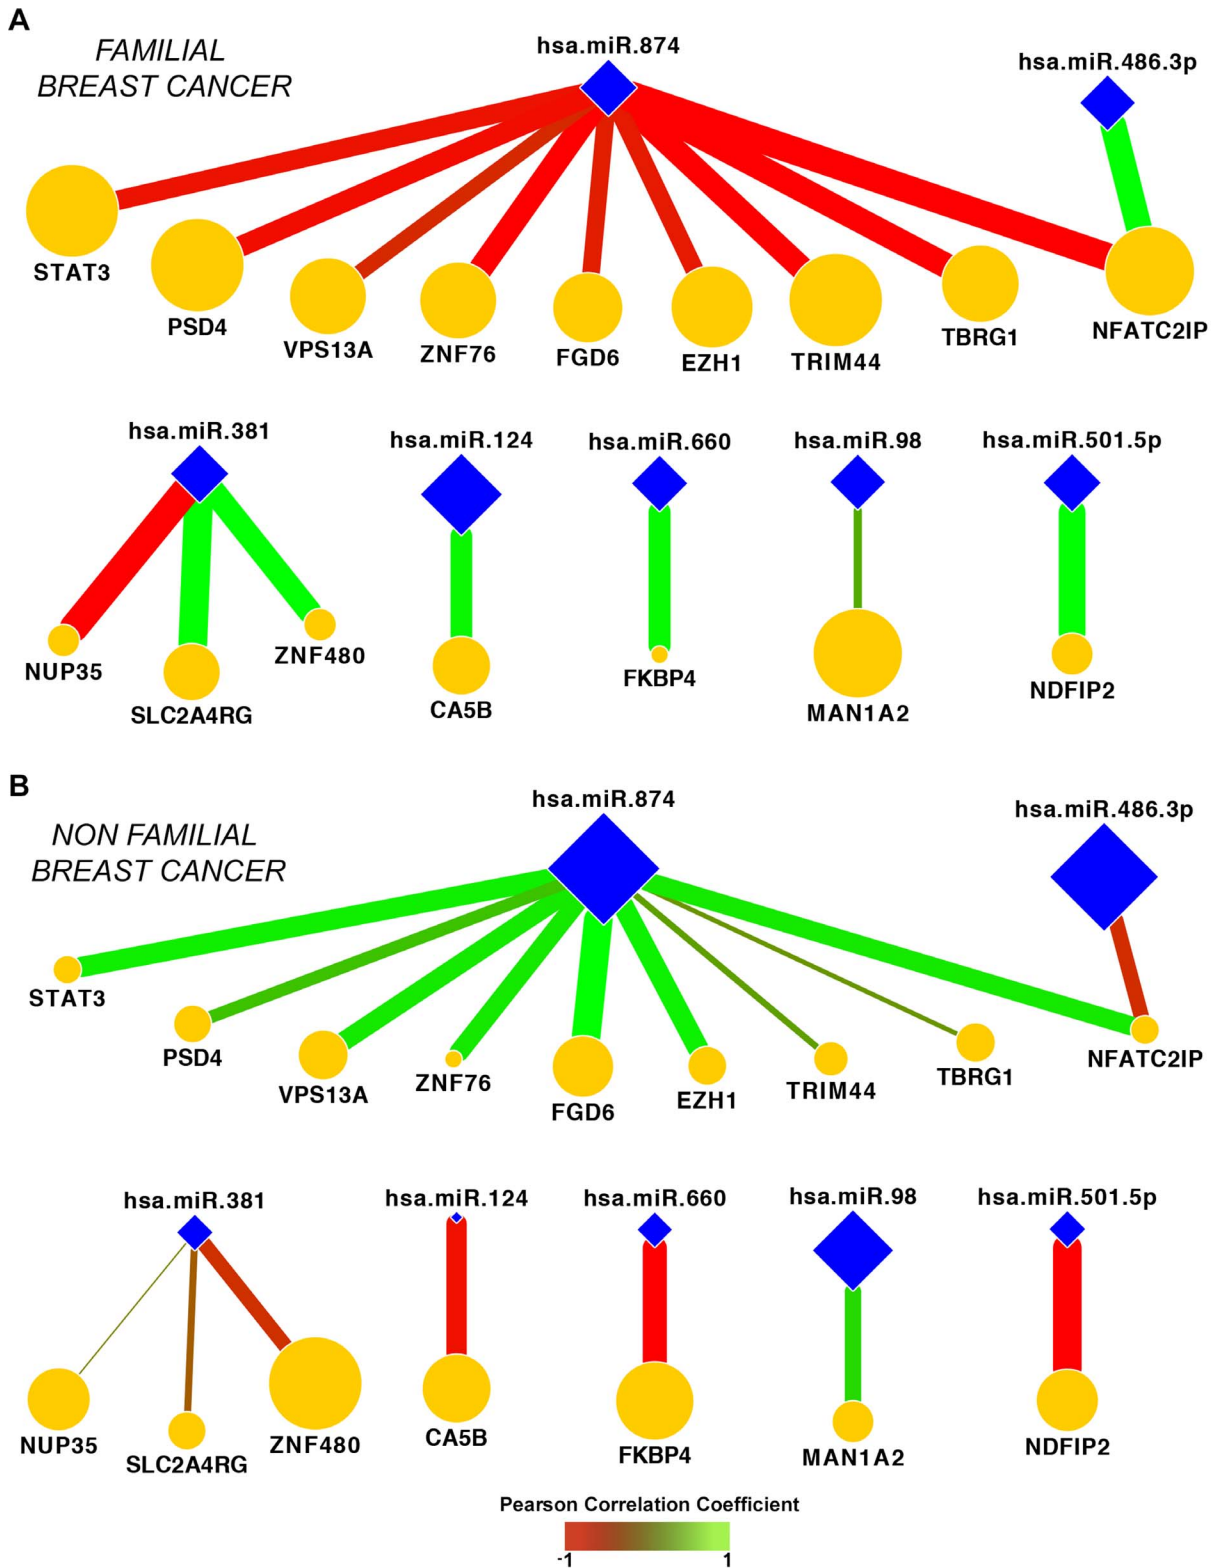 A
FAMILIAL
BREAST CANCER
hsa.miR.874
hsa.miR.486.3p
STAT3
PSD4
VPS13A
ZNF76
FGD6
EZH1
TRIM44
TBRG1
NFATC2IP
hsa.miR.381
hsa.miR.124
hsa.miR.660
hsa.miR.98
hsa.miR.501.5p
NUP35
SLC2A4RG
ZNF480
CA5B
FKBP4
MAN1A2
NDFIP2
B
NON FAMILIAL
BREAST CANCER
hsa.miR.874
hsa.miR.486.3p
STAT3
PSD4
VPS13A
ZNF76
FGD6
EZH1
TRIM44
TBRG1
NFATC2IP
hsa.miR.381
hsa.miR.124
hsa.miR.660
hsa.miR.98
hsa.miR.501.5p
NUP35
SLC2A4RG
ZNF480
CA5B
FKBP4
MAN1A2
NDFIP2
Pearson Correlation Coefficient
-1 1